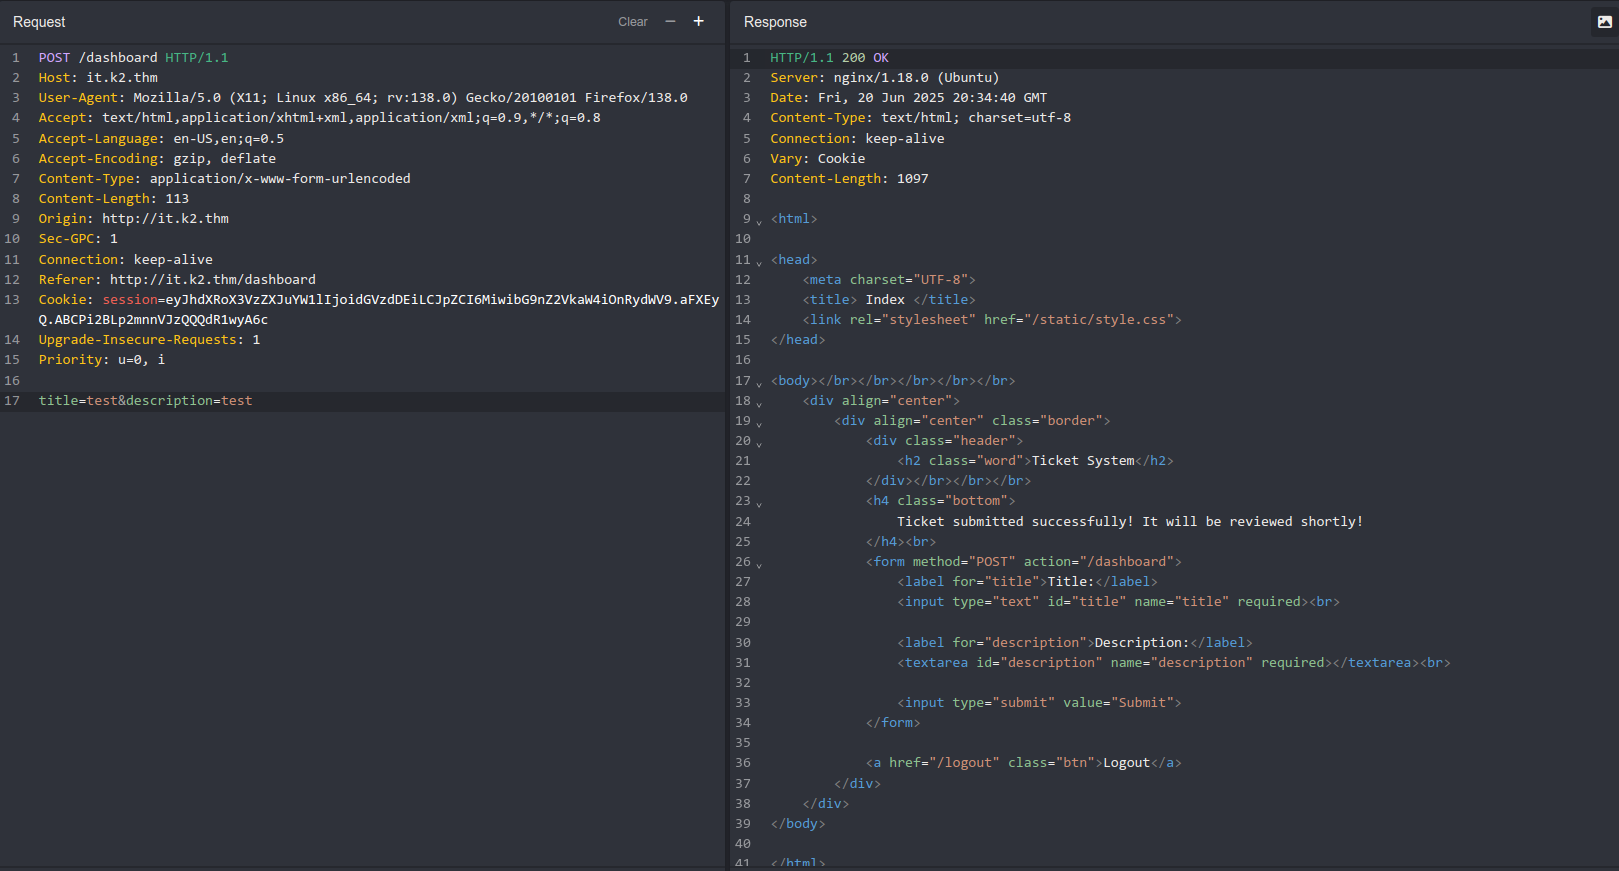 Request
Clear − +
1 POST /dashboard HTTP/1.1
2 Host: it.k2.thm
3 User-Agent: Mozilla/5.0 (X11; Linux x86_64; rv:138.0) Gecko/20100101 Firefox/138.0
4 Accept: text/html,application/xhtml+xml,application/xml;q=0.9,*/*;q=0.8
5 Accept-Language: en-US,en;q=0.5
6 Accept-Encoding: gzip, deflate
7 Content-Type: application/x-www-form-urlencoded
8 Content-Length: 113
9 Origin: http://it.k2.thm
10 Sec-GPC: 1
11 Connection: keep-alive
12 Referer: http://it.k2.thm/dashboard
13 Cookie: session=eyJhdXRoX3VzZXJuYW1lIjoidGVzdDEiLCJpZCI6MiwibG9nZ2VkaW4iOnRydWV9.aFXEy
Q.ABCPi2BLp2mnnVJzQQQdR1wyA6c
14 Upgrade-Insecure-Requests: 1
15 Priority: u=0, i
16
17 title=test&description=test
Response
1 HTTP/1.1 200 OK
2 Server: nginx/1.18.0 (Ubuntu)
3 Date: Fri, 20 Jun 2025 20:34:40 GMT
4 Content-Type: text/html; charset=utf-8
5 Connection: keep-alive
6 Vary: Cookie
7 Content-Length: 1097
8
9 <html>
10
11 <head>
12 <meta charset="UTF-8">
13 <title> Index </title>
14 <link rel="stylesheet" href="/static/style.css">
15 </head>
16
17 <body></br></br></br></br></br>
18 <div align="center">
19 <div align="center" class="border">
20 <div class="header">
21 <h2 class="word">Ticket System</h2>
22 </div></br></br></br>
23 <h4 class="bottom">
24 Ticket submitted successfully! It will be reviewed shortly!
25 </h4><br>
26 <form method="POST" action="/dashboard">
27 <label for="title">Title:</label>
28 <input type="text" id="title" name="title" required><br>
29
30 <label for="description">Description:</label>
31 <textarea id="description" name="description" required></textarea><br>
32
33 <input type="submit" value="Submit">
34 </form>
35
36 <a href="/logout" class="btn">Logout</a>
37 </div>
38 </div>
39 </body>
40
41 </html>